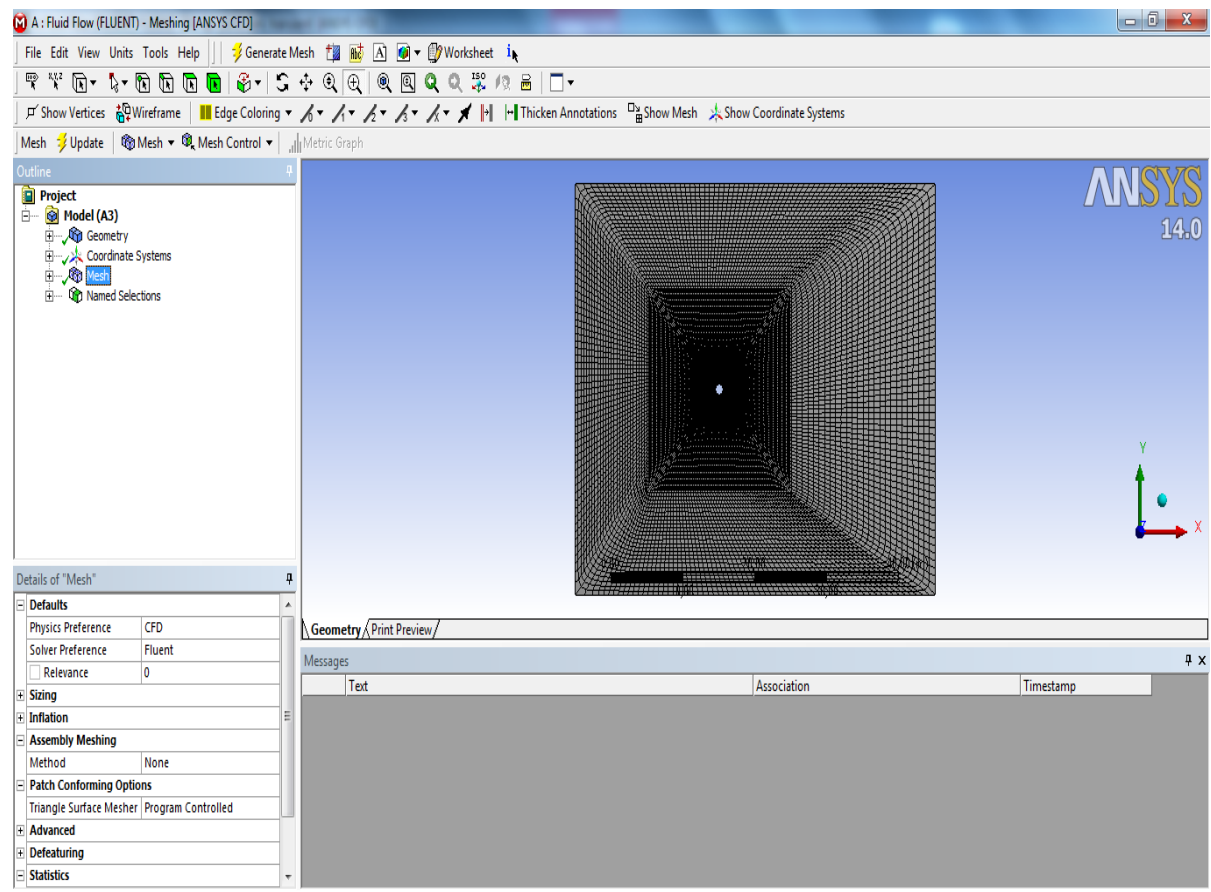 A : Fluid Flow (FLUENT) - Meshing [ANSYS CFD]
File Edit View Units Tools Help Generate Mesh A Worksheet
Show Vertices Wireframe Edge Coloring Thicken Annotations Show Mesh Show Coordinate Systems
Mesh Update Mesh Mesh Control Metric Graph
Outline
Project
Model (A3)
Geometry
Coordinate Systems
Mesh
Named Selections
ANSYS
14.0
Y
X
Geometry Print Preview
Details of "Mesh"
Defaults
Physics Preference CFD
Solver Preference Fluent
Relevance 0
Sizing
Inflation
Assembly Meshing
Method None
Patch Conforming Options
Triangle Surface Mesher Program Controlled
Advanced
Defeaturing
Statistics
Messages
Text Association Timestamp